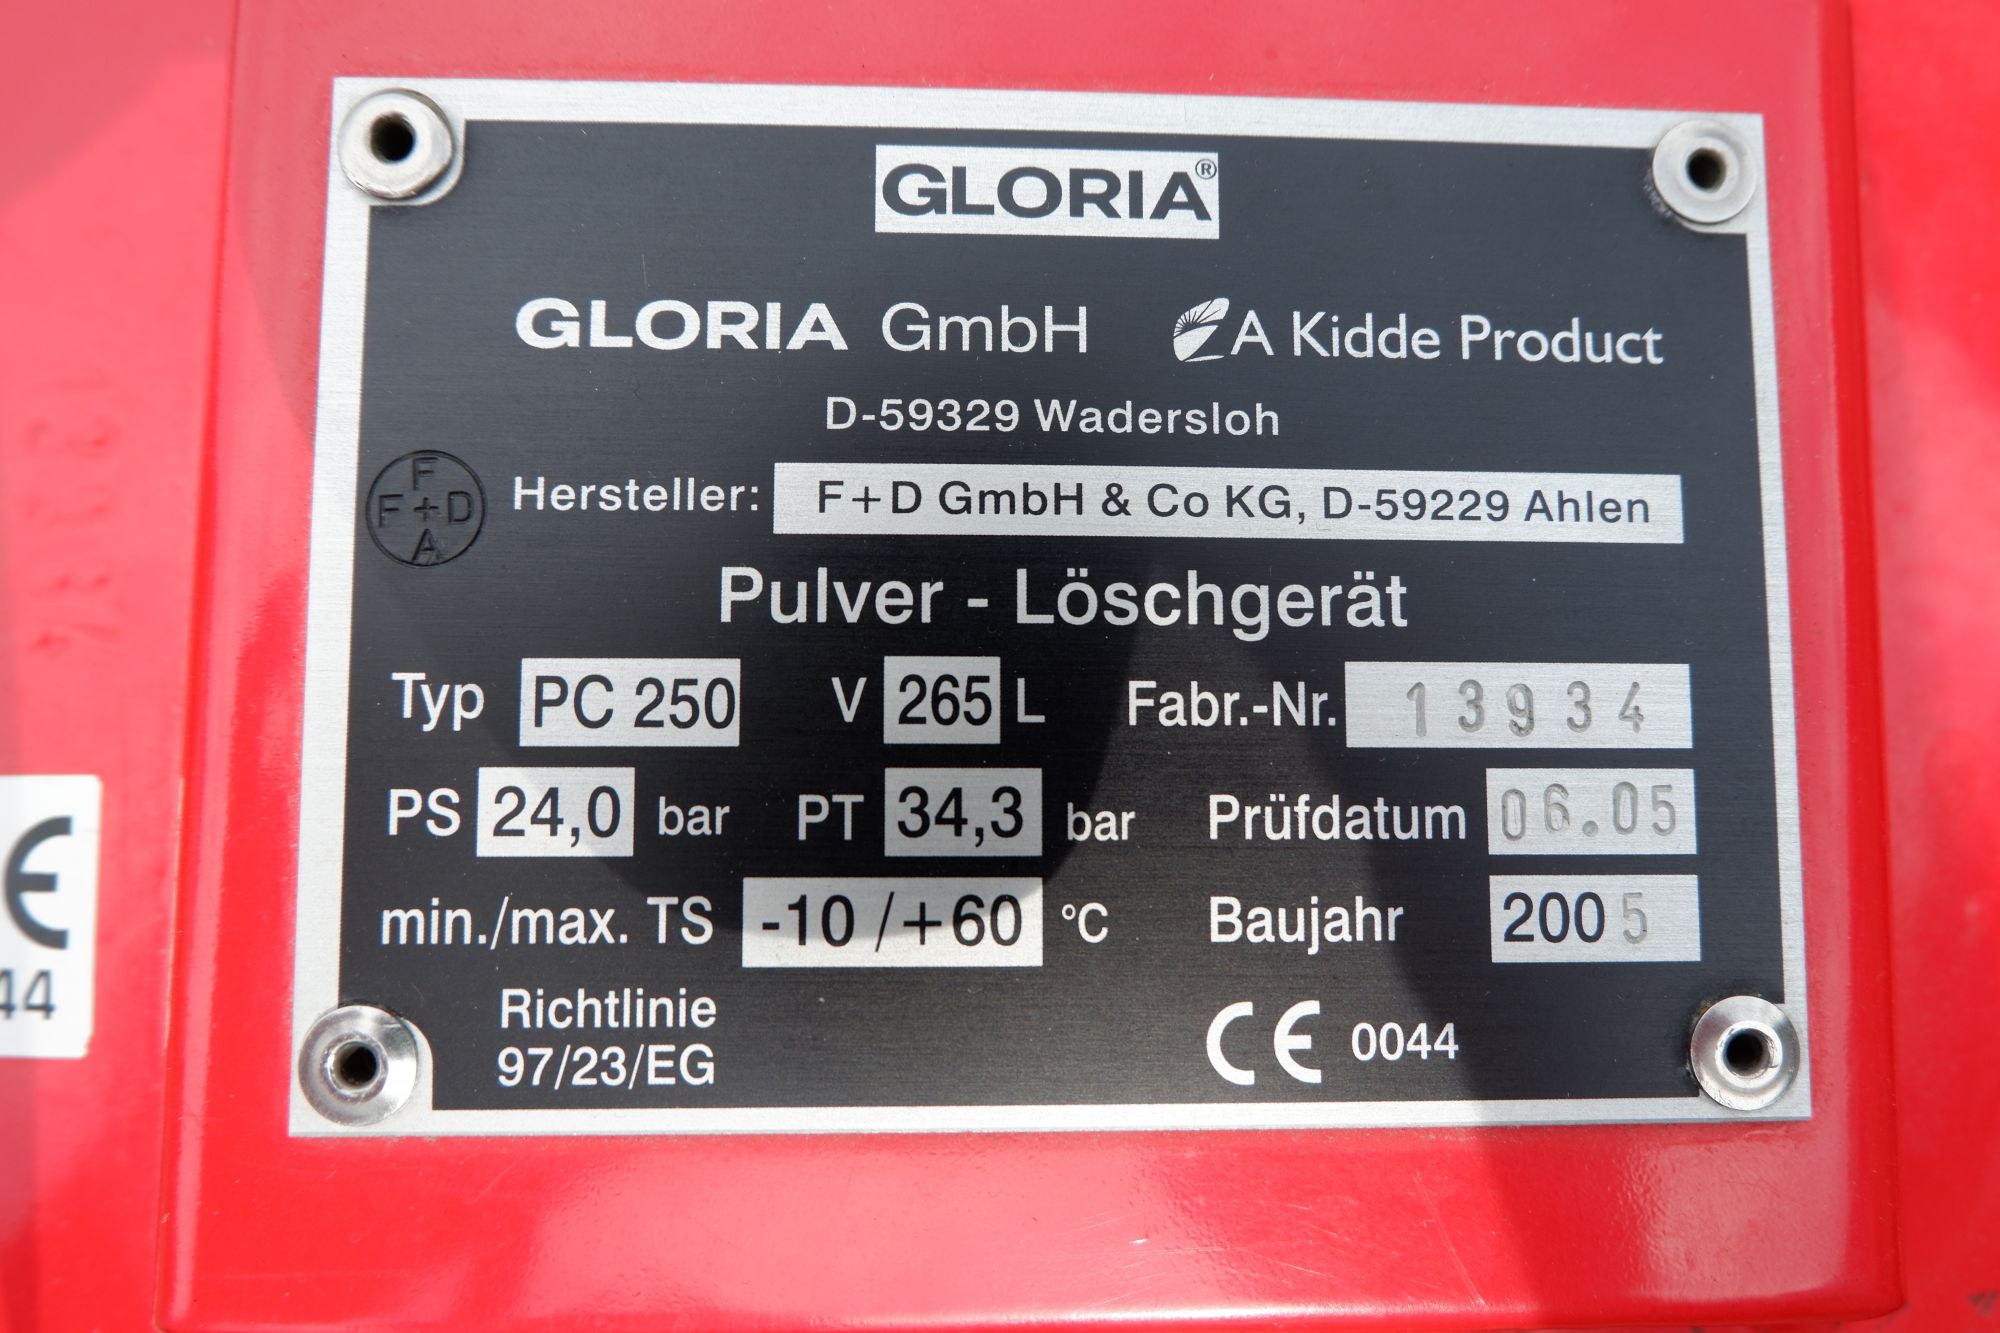 GLORIA®
GLORIA GmbH A Kidde Product
D-59329 Wadersloh
F
F+D
A
Hersteller: F+D GmbH & Co KG, D-59229 Ahlen
Pulver - Löschgerät
Typ PC 250 V 265 L Fabr.-Nr. 13934
PS 24,0 bar PT 34,3 bar Prüfdatum 06.05
min./max. TS -10 / +60 °C Baujahr 2005
Richtlinie
97/23/EG
CE 0044
13934
CE
44